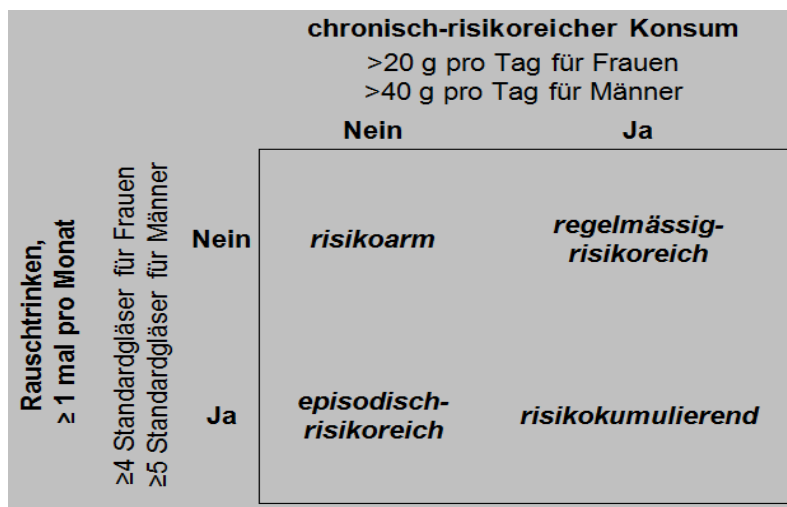 chronisch-risikoreicher Konsum
>20 g pro Tag für Frauen
>40 g pro Tag für Männer
Nein Ja
Rauschtrinken,
≥ 1 mal pro Monat
≥4 Standardgläser für Frauen
≥5 Standardgläser für Männer
Nein risikoarm regelmässig-
risikoreich
Ja episodisch-
risikoreich risikokumulierend